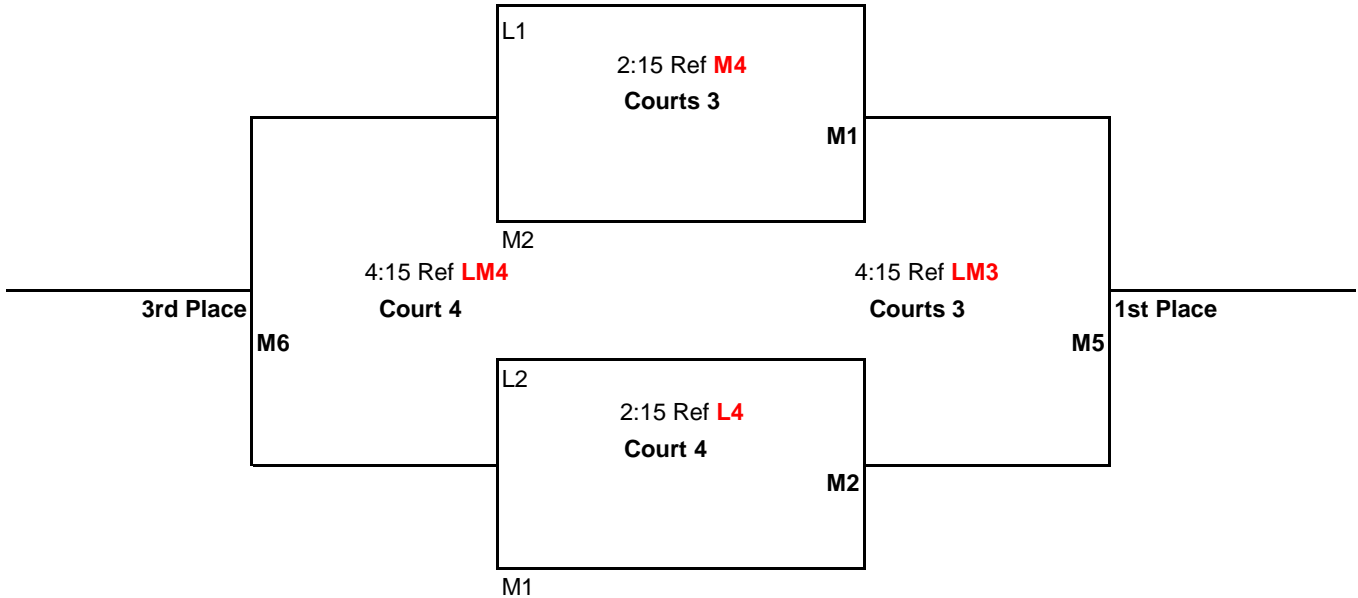 L1
2:15 Ref M4
Courts 3
M1
M2
4:15 Ref LM4
4:15 Ref LM3
3rd Place
Court 4
Courts 3
1st Place
M6
M5
L2
2:15 Ref L4
Court 4
M2
M1